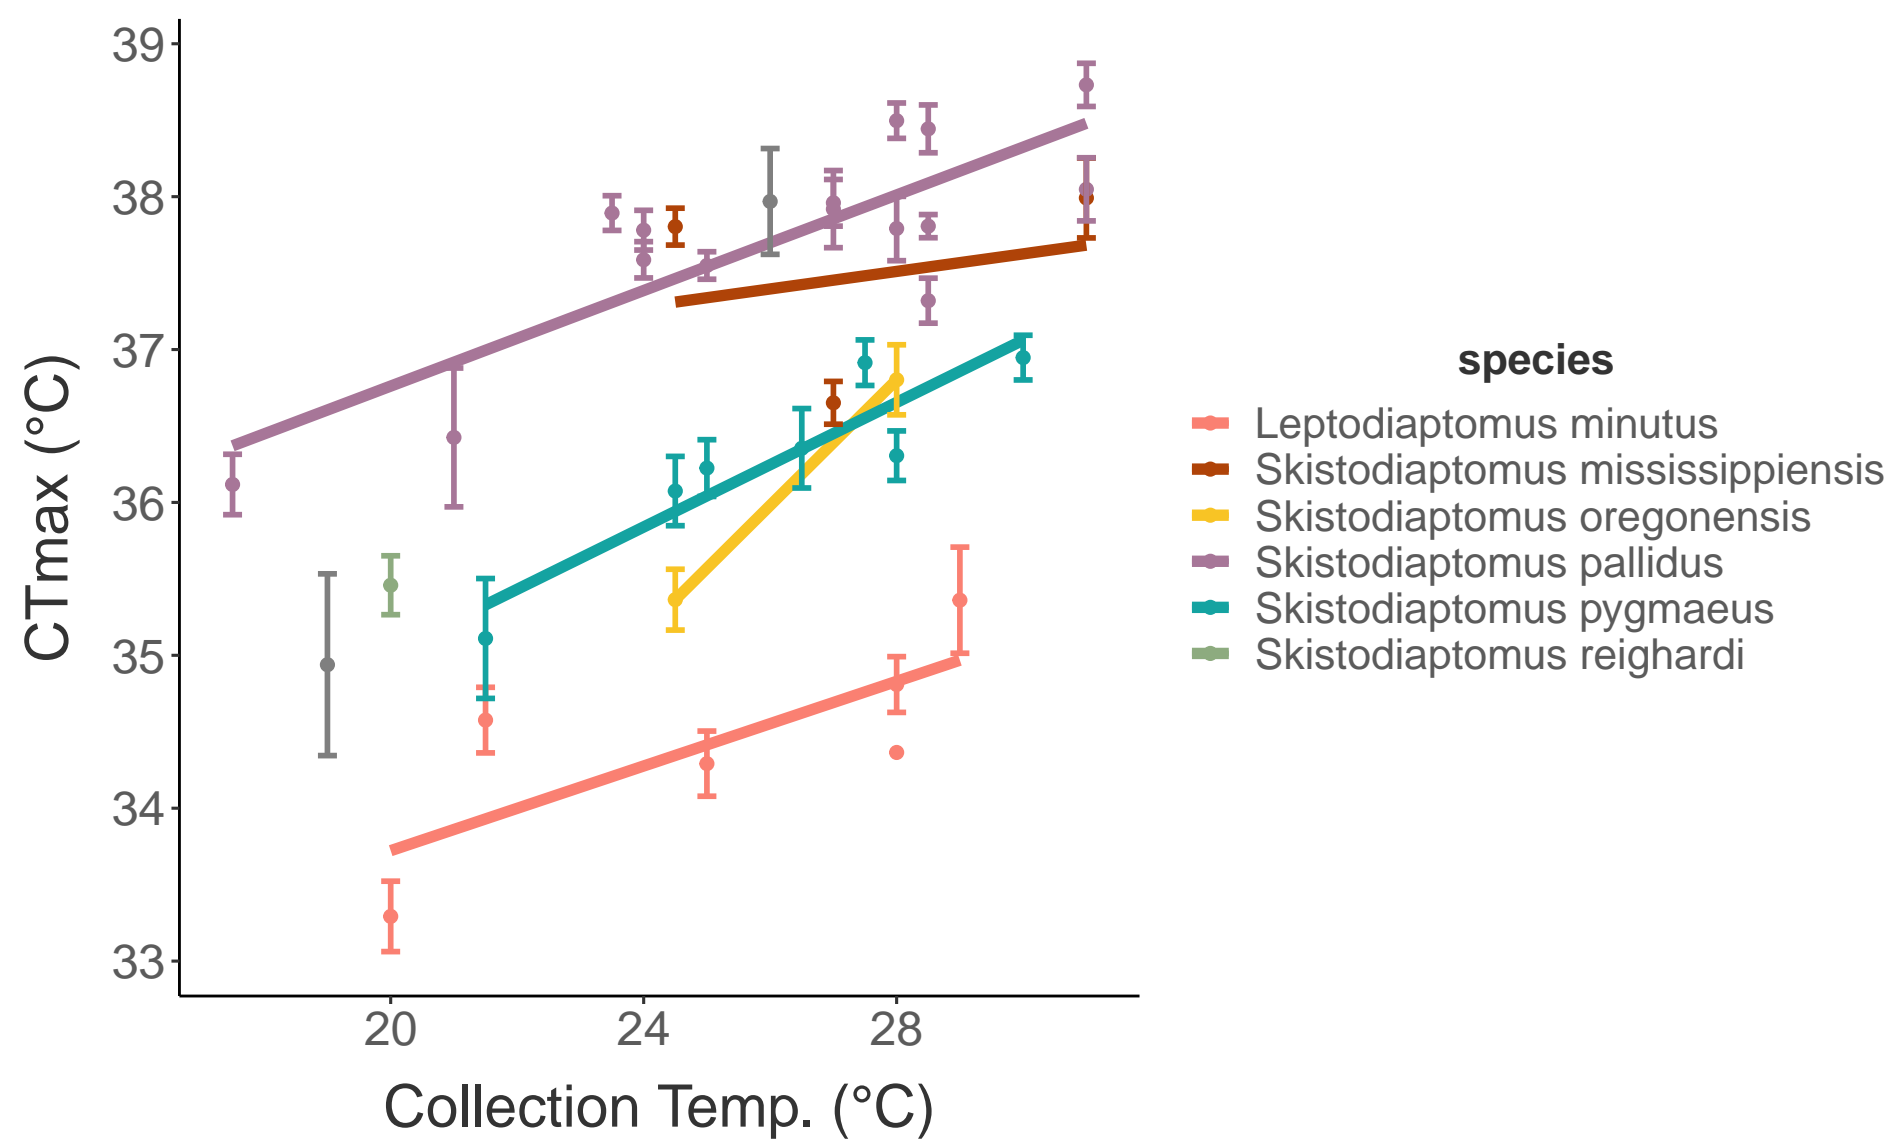 39
38
37
36
35
34
33
CTmax (°C)
20 24 28
Collection Temp. (°C)
species
Leptodiaptomus minutus
Skistodiaptomus mississippiensis
Skistodiaptomus oregonensis
Skistodiaptomus pallidus
Skistodiaptomus pygmaeus
Skistodiaptomus reighardi